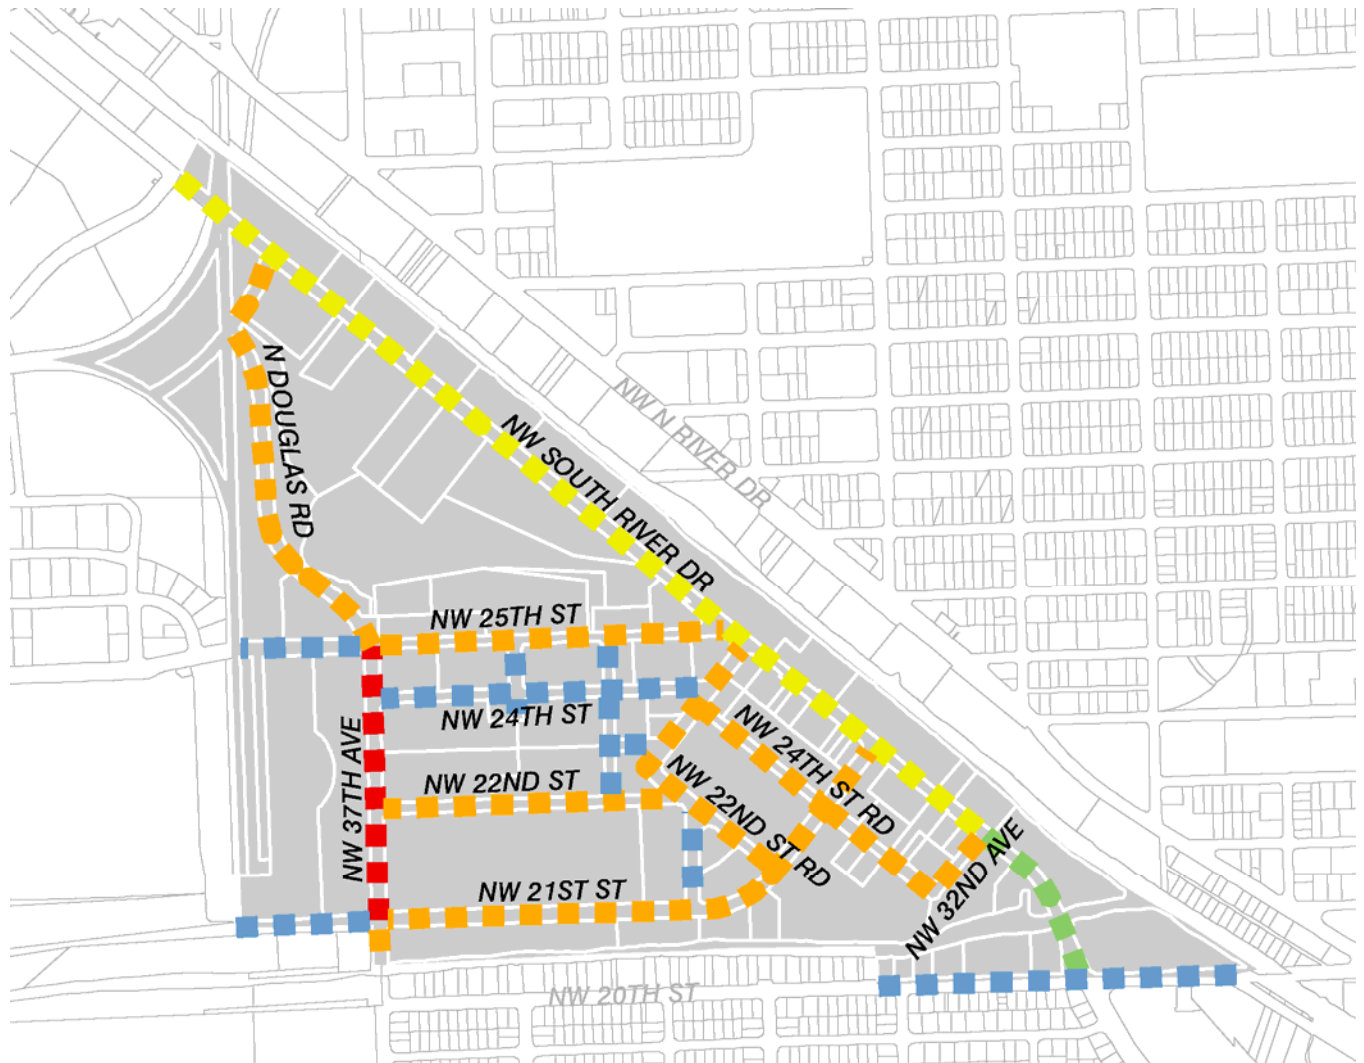 N DOUGLAS RD
NW N RIVER DR
NW SOUTH RIVER DR
NW 25TH ST
NW 24TH ST
NW 24TH ST RD
NW 37TH AVE
NW 22ND ST
NW 22ND ST RD
NW 32ND AVE
NW 21ST ST
NW 20TH ST